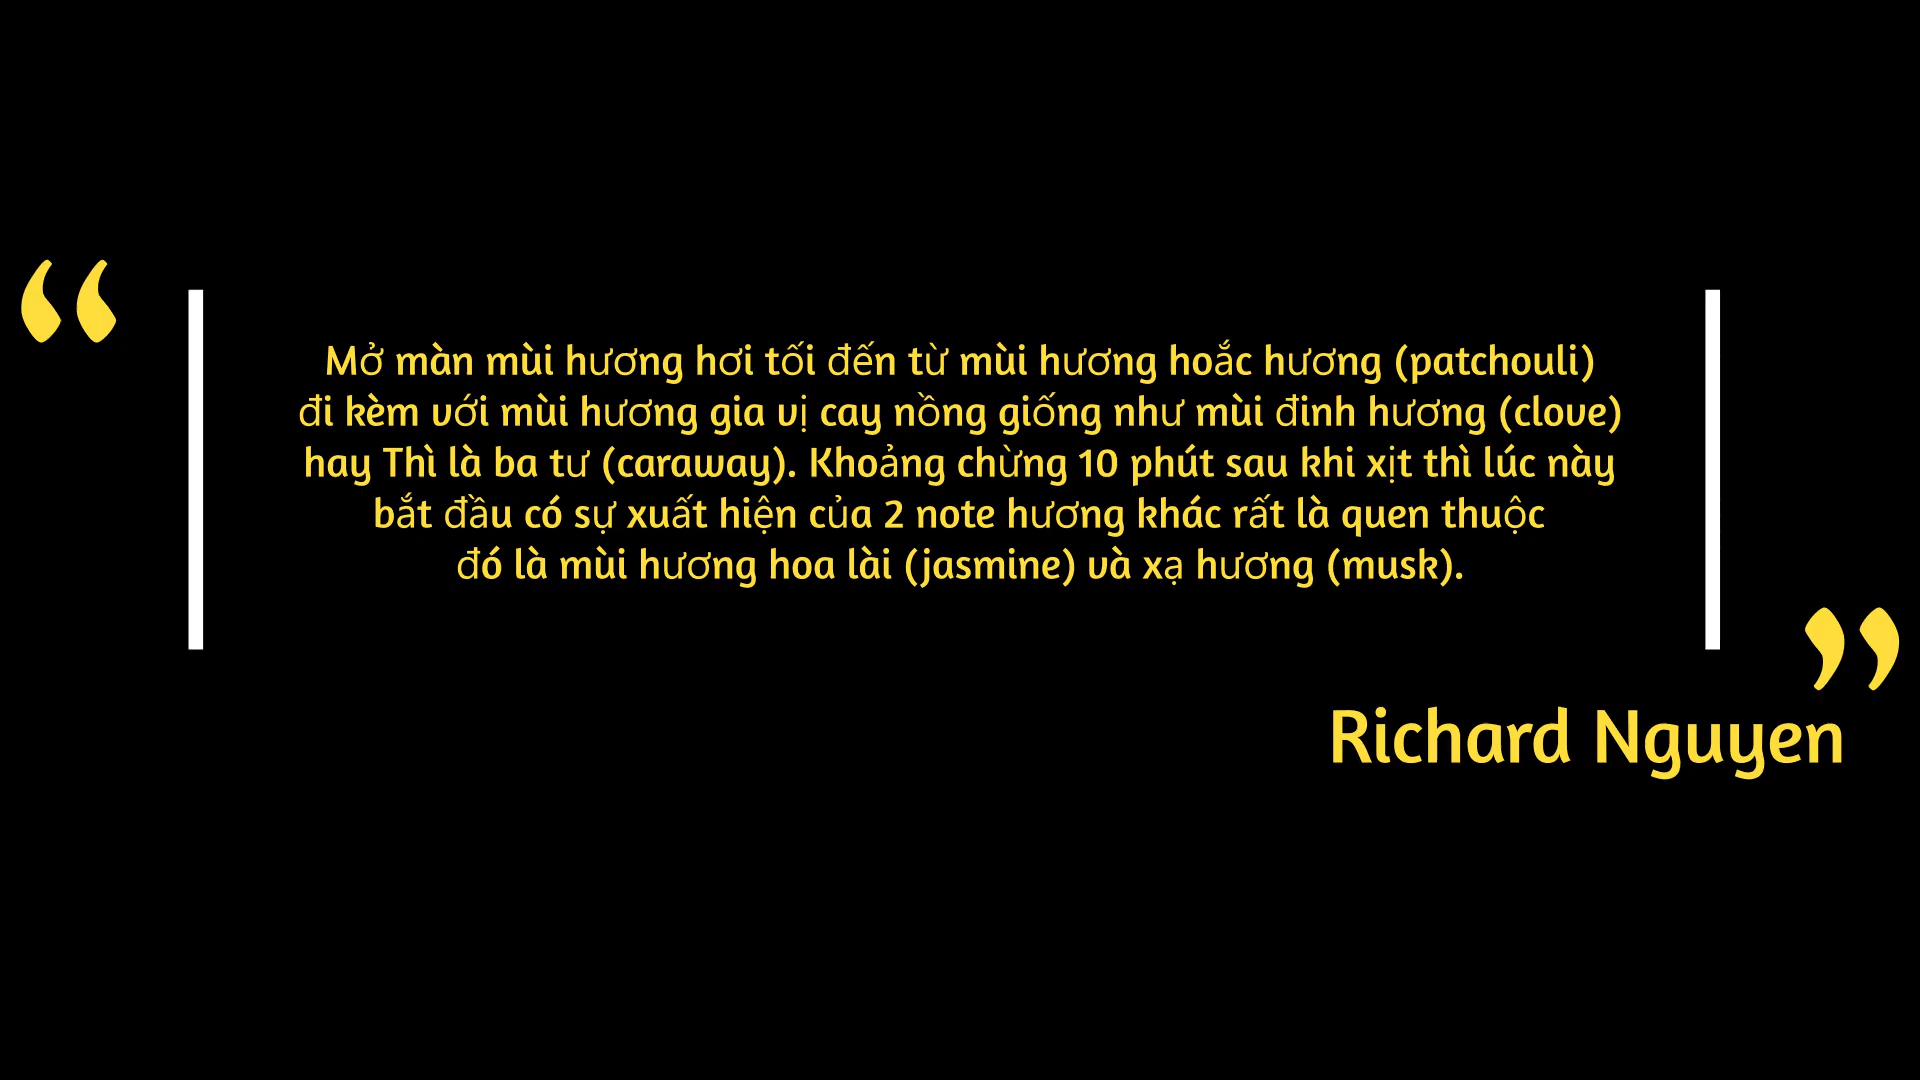 “
Mở màn mùi hương hơi tối đến từ mùi hương hoắc hương (patchouli)
đi kèm với mùi hương gia vị cay nồng giống như mùi đinh hương (clove)
hay Thì là ba tư (caraway). Khoảng chừng 10 phút sau khi xịt thì lúc này
bắt đầu có sự xuất hiện của 2 note hương khác rất là quen thuộc
đó là mùi hương hoa lài (jasmine) và xạ hương (musk).
”
Richard Nguyen